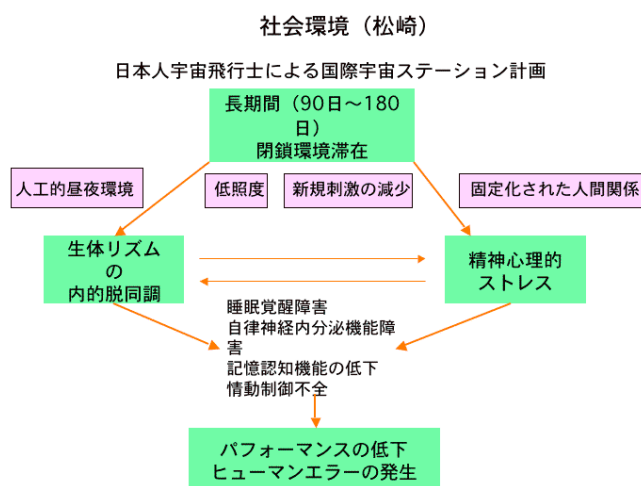 社会環境（松崎）
日本人宇宙飛行士による国際宇宙ステーション計画
長期間（90日〜180
日）
閉鎖環境滞在
人工的昼夜環境
低照度
新規刺激の減少
固定化された人間関係
生体リズム
の
内的脱同調
精神心理的
ストレス
睡眠覚醒障害
自律神経内分泌機能障
害
記憶認知機能の低下
情動制御不全
パフォーマンスの低下
ヒューマンエラーの発生